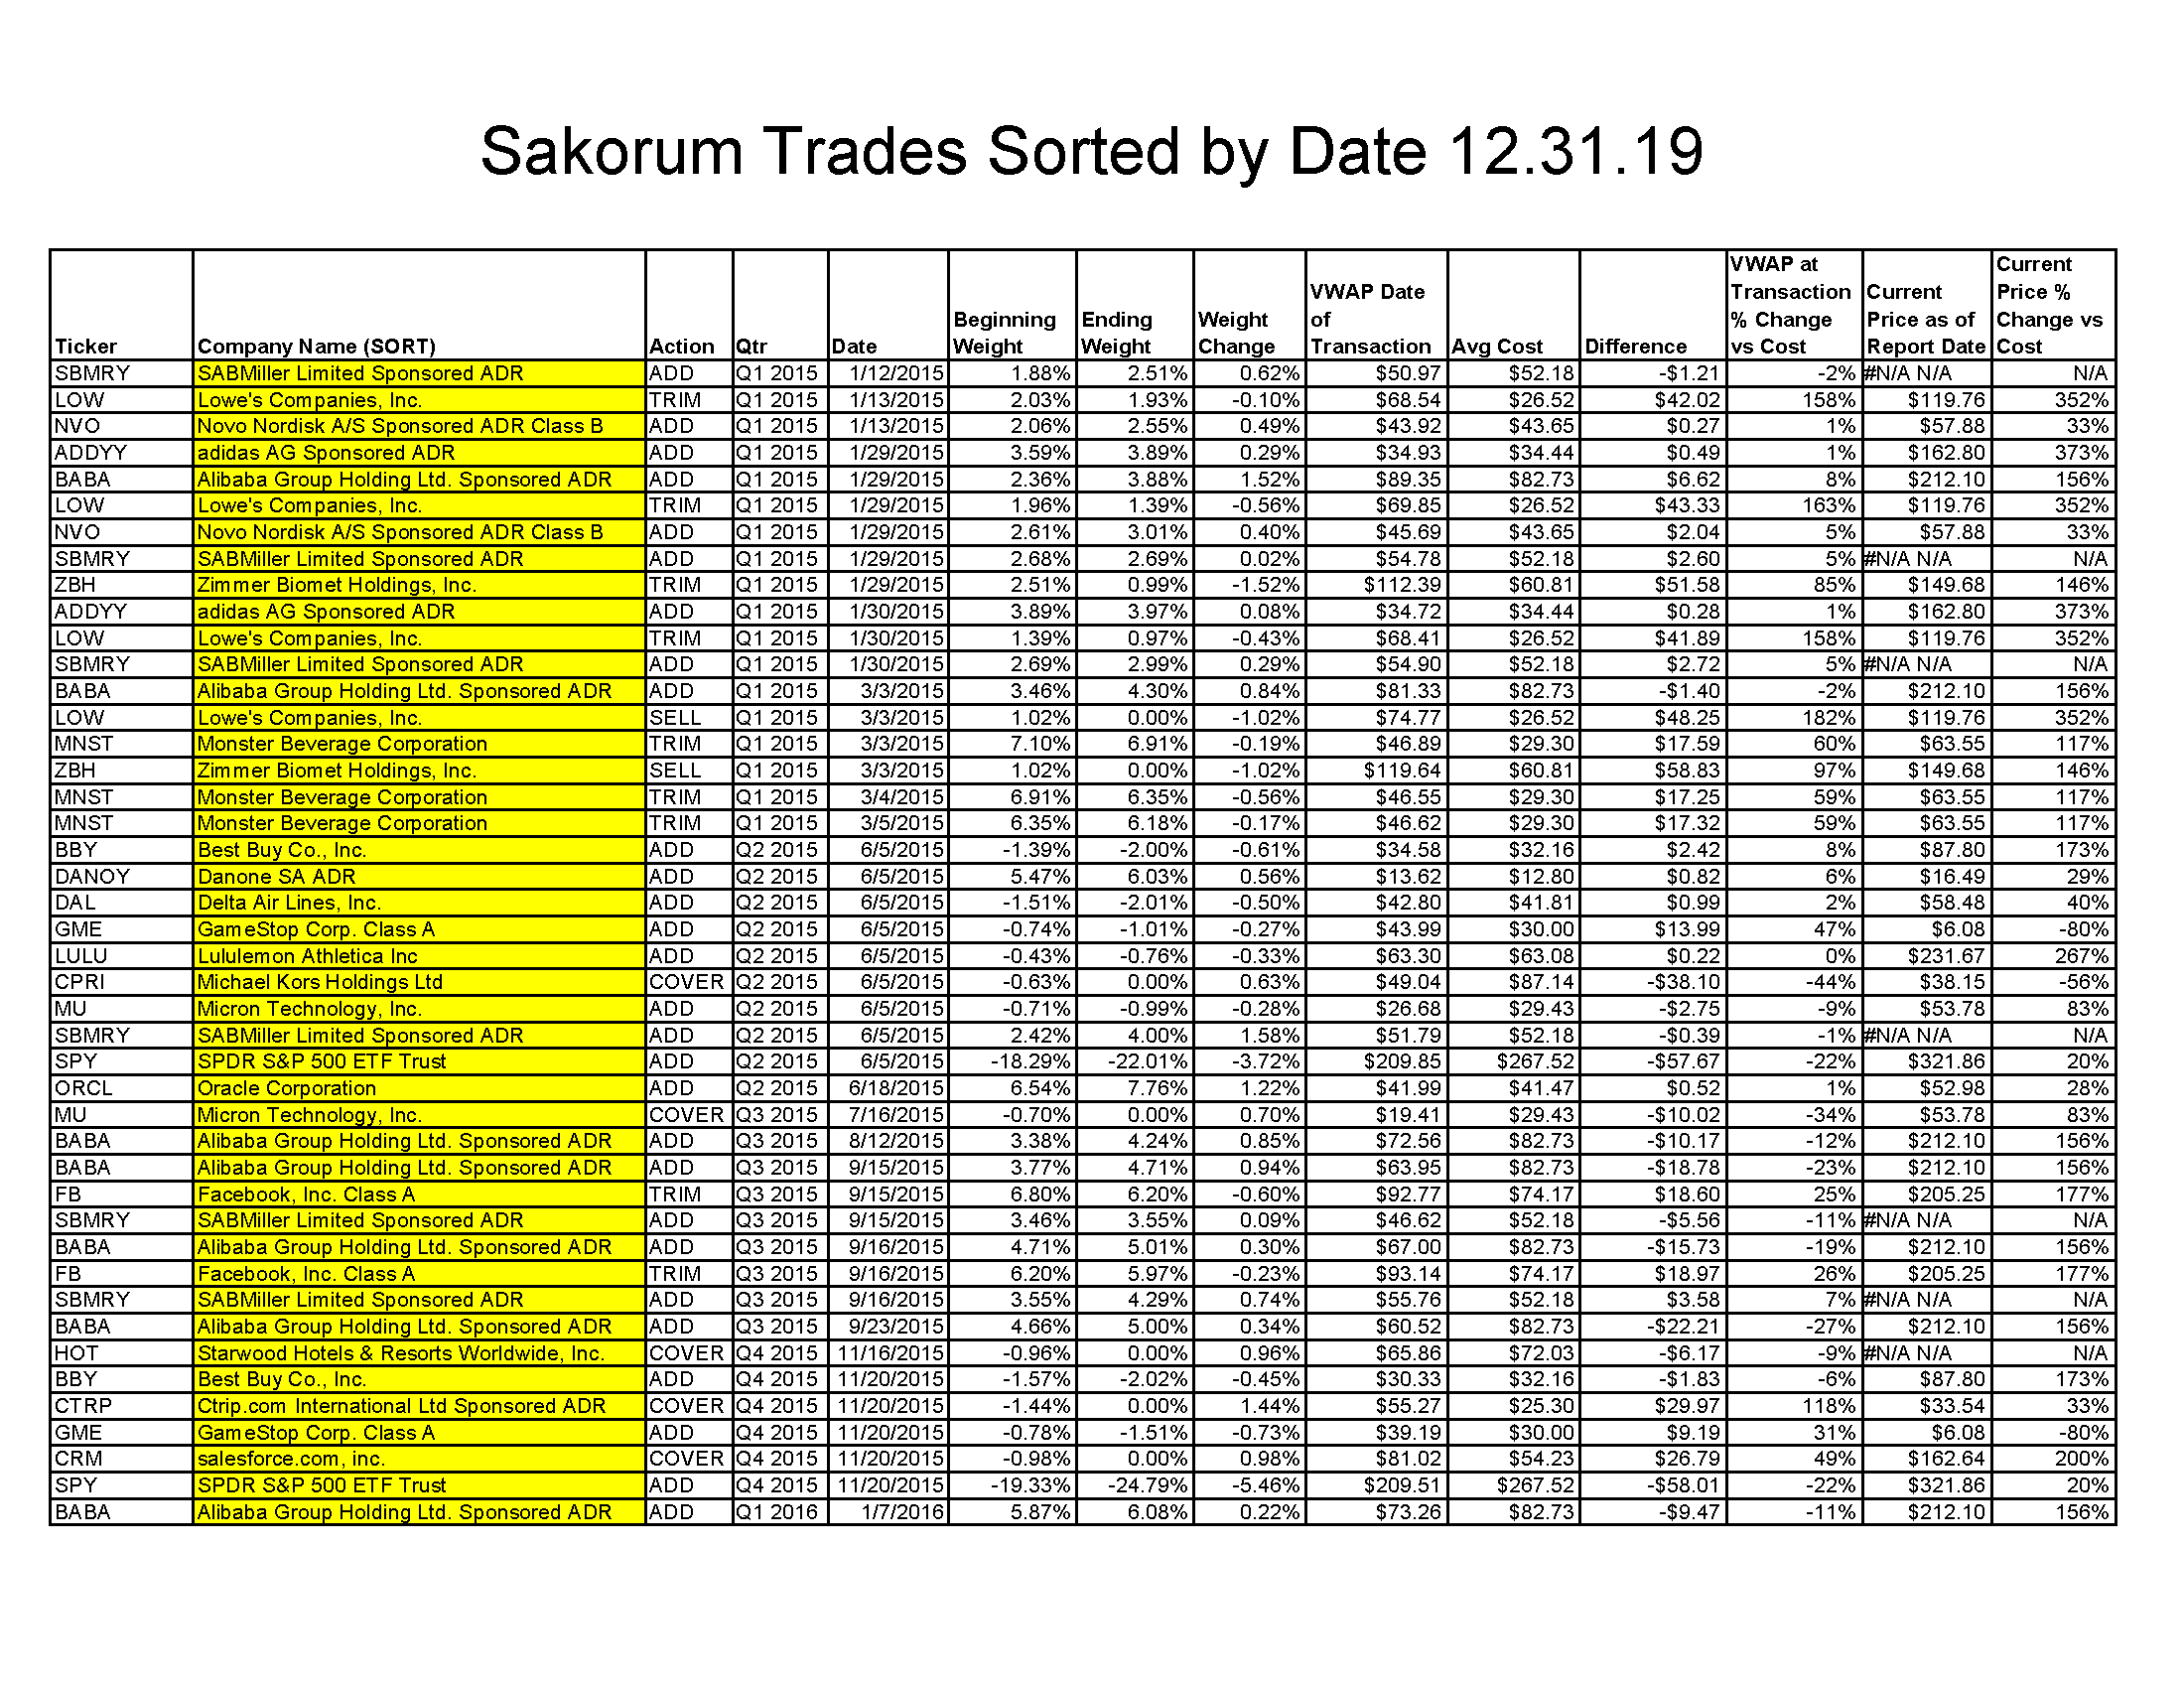 Sakorum Trades Sorted by Date 12.31.19
Ticker Company Name (SORT) Action Qtr Date Beginning Weight Ending Weight Weight Change VWAP Date of Transaction Avg Cost Difference VWAP at Transaction % Change vs Cost Current Price as of Report Date Current Price % Change vs Cost
SBMRY SABMiller Limited Sponsored ADR ADD Q1 2015 1/12/2015 1.88% 2.51% 0.62% $50.97 $52.18 -$1.21 -2% #N/A N/A N/A
LOW Lowe's Companies, Inc. TRIM Q1 2015 1/13/2015 2.03% 1.93% -0.10% $68.54 $26.52 $42.02 158% $119.76 352%
NVO Novo Nordisk A/S Sponsored ADR Class B ADD Q1 2015 1/13/2015 2.06% 2.55% 0.49% $43.92 $43.65 $0.27 1% $57.88 33%
ADDYY adidas AG Sponsored ADR ADD Q1 2015 1/29/2015 3.59% 3.89% 0.29% $34.93 $34.44 $0.49 1% $162.80 373%
BABA Alibaba Group Holding Ltd. Sponsored ADR ADD Q1 2015 1/29/2015 2.36% 3.88% 1.52% $89.35 $82.73 $6.62 8% $212.10 156%
LOW Lowe's Companies, Inc. TRIM Q1 2015 1/29/2015 1.96% 1.39% -0.56% $69.85 $26.52 $43.33 163% $119.76 352%
NVO Novo Nordisk A/S Sponsored ADR Class B ADD Q1 2015 1/29/2015 2.61% 3.01% 0.40% $45.69 $43.65 $2.04 5% $57.88 33%
SBMRY SABMiller Limited Sponsored ADR ADD Q1 2015 1/29/2015 2.68% 2.69% 0.02% $54.78 $52.18 $2.60 5% #N/A N/A N/A
ZBH Zimmer Biomet Holdings, Inc. TRIM Q1 2015 1/29/2015 2.51% 0.99% -1.52% $112.39 $60.81 $51.58 85% $149.68 146%
ADDYY adidas AG Sponsored ADR ADD Q1 2015 1/30/2015 3.89% 3.97% 0.08% $34.72 $34.44 $0.28 1% $162.80 373%
LOW Lowe's Companies, Inc. TRIM Q1 2015 1/30/2015 1.39% 0.97% -0.43% $68.41 $26.52 $41.89 158% $119.76 352%
SBMRY SABMiller Limited Sponsored ADR ADD Q1 2015 1/30/2015 2.69% 2.99% 0.29% $54.90 $52.18 $2.72 5% #N/A N/A N/A
BABA Alibaba Group Holding Ltd. Sponsored ADR ADD Q1 2015 3/3/2015 3.46% 4.30% 0.84% $81.33 $82.73 -$1.40 -2% $212.10 156%
LOW Lowe's Companies, Inc. SELL Q1 2015 3/3/2015 1.02% 0.00% -1.02% $74.77 $26.52 $48.25 182% $119.76 352%
MNST Monster Beverage Corporation TRIM Q1 2015 3/3/2015 7.10% 6.91% -0.19% $46.89 $29.30 $17.59 60% $63.55 117%
ZBH Zimmer Biomet Holdings, Inc. SELL Q1 2015 3/3/2015 1.02% 0.00% -1.02% $119.64 $60.81 $58.83 97% $149.68 146%
MNST Monster Beverage Corporation TRIM Q1 2015 3/4/2015 6.91% 6.35% -0.56% $46.55 $29.30 $17.25 59% $63.55 117%
MNST Monster Beverage Corporation TRIM Q1 2015 3/5/2015 6.35% 6.18% -0.17% $46.62 $29.30 $17.32 59% $63.55 117%
BBY Best Buy Co., Inc. ADD Q2 2015 6/5/2015 -1.39% -2.00% -0.61% $34.58 $32.16 $2.42 8% $87.80 173%
DANOY Danone SA ADR ADD Q2 2015 6/5/2015 5.47% 6.03% 0.56% $13.62 $12.80 $0.82 6% $16.49 29%
DAL Delta Air Lines, Inc. ADD Q2 2015 6/5/2015 -1.51% -2.01% -0.50% $42.80 $41.81 $0.99 2% $58.48 40%
GME GameStop Corp. Class A ADD Q2 2015 6/5/2015 -0.74% -1.01% -0.27% $43.99 $30.00 $13.99 47% $6.08 -80%
LULU Lululemon Athletica Inc ADD Q2 2015 6/5/2015 -0.43% -0.76% -0.33% $63.30 $63.08 $0.22 0% $231.67 267%
CPRI Michael Kors Holdings Ltd COVER Q2 2015 6/5/2015 -0.63% 0.00% 0.63% $49.04 $87.14 -$38.10 -44% $38.15 -56%
MU Micron Technology, Inc. ADD Q2 2015 6/5/2015 -0.71% -0.99% -0.28% $26.68 $29.43 -$2.75 -9% $53.78 83%
SBMRY SABMiller Limited Sponsored ADR ADD Q2 2015 6/5/2015 2.42% 4.00% 1.58% $51.79 $52.18 -$0.39 -1% #N/A N/A N/A
SPY SPDR S&P 500 ETF Trust ADD Q2 2015 6/5/2015 -18.29% -22.01% -3.72% $209.85 $267.52 -$57.67 -22% $321.86 20%
ORCL Oracle Corporation ADD Q2 2015 6/18/2015 6.54% 7.76% 1.22% $41.99 $41.47 $0.52 1% $52.98 28%
MU Micron Technology, Inc. COVER Q3 2015 7/16/2015 -0.70% 0.00% 0.70% $19.41 $29.43 -$10.02 -34% $53.78 83%
BABA Alibaba Group Holding Ltd. Sponsored ADR ADD Q3 2015 8/12/2015 3.38% 4.24% 0.85% $72.56 $82.73 -$10.17 -12% $212.10 156%
BABA Alibaba Group Holding Ltd. Sponsored ADR ADD Q3 2015 9/15/2015 3.77% 4.71% 0.94% $63.95 $82.73 -$18.78 -23% $212.10 156%
FB Facebook, Inc. Class A TRIM Q3 2015 9/15/2015 6.80% 6.20% -0.60% $92.77 $74.17 $18.60 25% $205.25 177%
SBMRY SABMiller Limited Sponsored ADR ADD Q3 2015 9/15/2015 3.46% 3.55% 0.09% $46.62 $52.18 -$5.56 -11% #N/A N/A N/A
BABA Alibaba Group Holding Ltd. Sponsored ADR ADD Q3 2015 9/16/2015 4.71% 5.01% 0.30% $67.00 $82.73 -$15.73 -19% $212.10 156%
FB Facebook, Inc. Class A TRIM Q3 2015 9/16/2015 6.20% 5.97% -0.23% $93.14 $74.17 $18.97 26% $205.25 177%
SBMRY SABMiller Limited Sponsored ADR ADD Q3 2015 9/16/2015 3.55% 4.29% 0.74% $55.76 $52.18 $3.58 7% #N/A N/A N/A
BABA Alibaba Group Holding Ltd. Sponsored ADR ADD Q3 2015 9/23/2015 4.66% 5.00% 0.34% $60.52 $82.73 -$22.21 -27% $212.10 156%
HOT Starwood Hotels & Resorts Worldwide, Inc. COVER Q4 2015 11/16/2015 -0.96% 0.00% 0.96% $65.86 $72.03 -$6.17 -9% #N/A N/A N/A
BBY Best Buy Co., Inc. ADD Q4 2015 11/20/2015 -1.57% -2.02% -0.45% $30.33 $32.16 -$1.83 -6% $87.80 173%
CTRP Ctrip.com International Ltd Sponsored ADR COVER Q4 2015 11/20/2015 -1.44% 0.00% 1.44% $55.27 $25.30 $29.97 118% $33.54 33%
GME GameStop Corp. Class A ADD Q4 2015 11/20/2015 -0.78% -1.51% -0.73% $39.19 $30.00 $9.19 31% $6.08 -80%
CRM salesforce.com, inc. COVER Q4 2015 11/20/2015 -0.98% 0.00% 0.98% $81.02 $54.23 $26.79 49% $162.64 200%
SPY SPDR S&P 500 ETF Trust ADD Q4 2015 11/20/2015 -19.33% -24.79% -5.46% $209.51 $267.52 -$58.01 -22% $321.86 20%
BABA Alibaba Group Holding Ltd. Sponsored ADR ADD Q1 2016 1/7/2016 5.87% 6.08% 0.22% $73.26 $82.73 -$9.47 -11% $212.10 156%